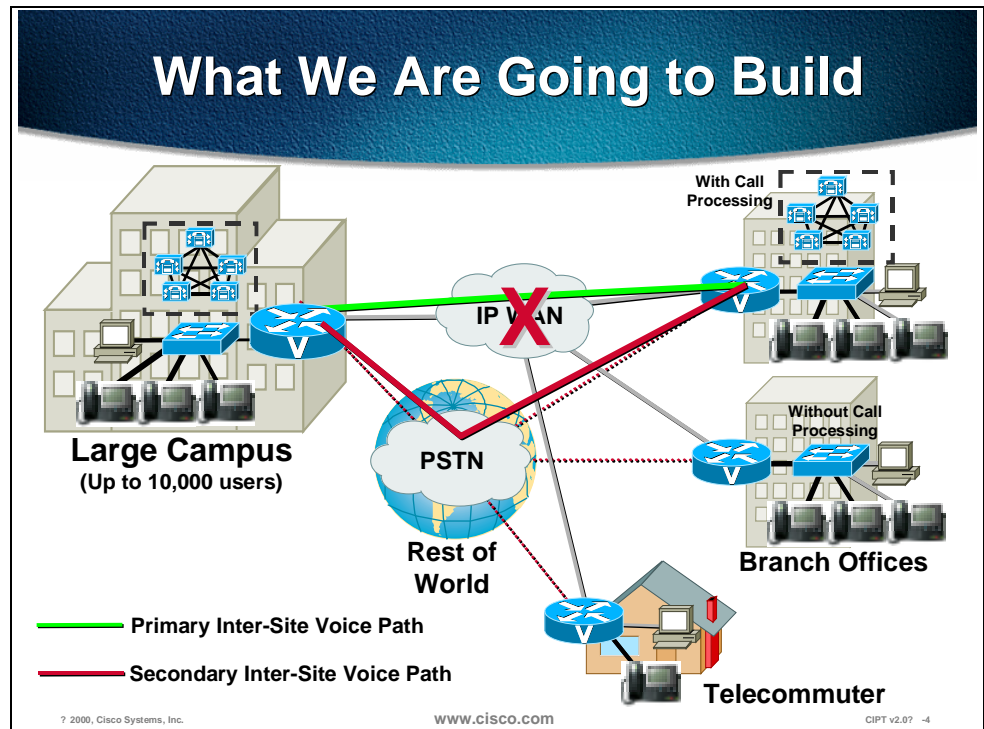 What We Are Going to Build
With Call
Processing
IP WAN
V
V
Large Campus
(Up to 10,000 users)
PSTN
Without Call
Processing
V
Rest of
World
Branch Offices
V
Primary Inter-Site Voice Path
Secondary Inter-Site Voice Path
Telecommuter
? 2000, Cisco Systems, Inc.
www.cisco.com
CIPT v2.0? -4